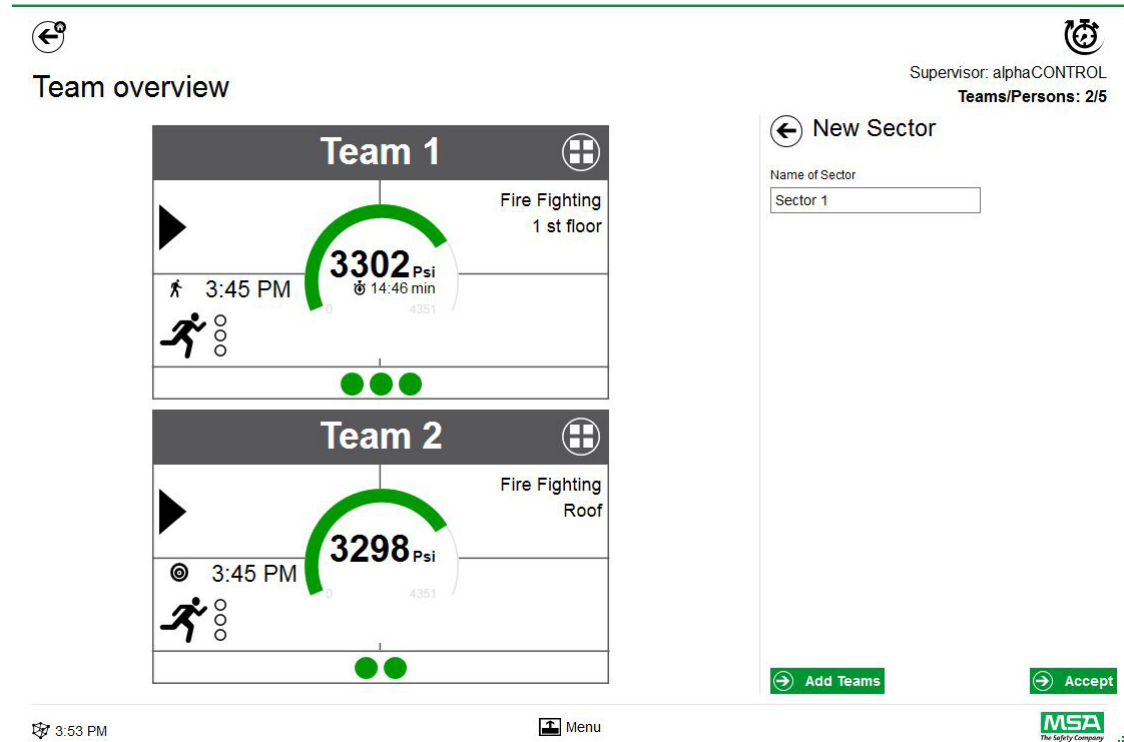 Team overview
Supervisor: alphaCONTROL
Teams/Persons: 2/5
Team 1
Fire Fighting
1 st floor
3302 Psi
14:46 min
0 4351
3:45 PM
Team 2
Fire Fighting
Roof
3298 Psi
0 4351
3:45 PM
New Sector
Name of Sector
Sector 1
Add Teams
Accept
3:53 PM
Menu
MSA
The Safety Company